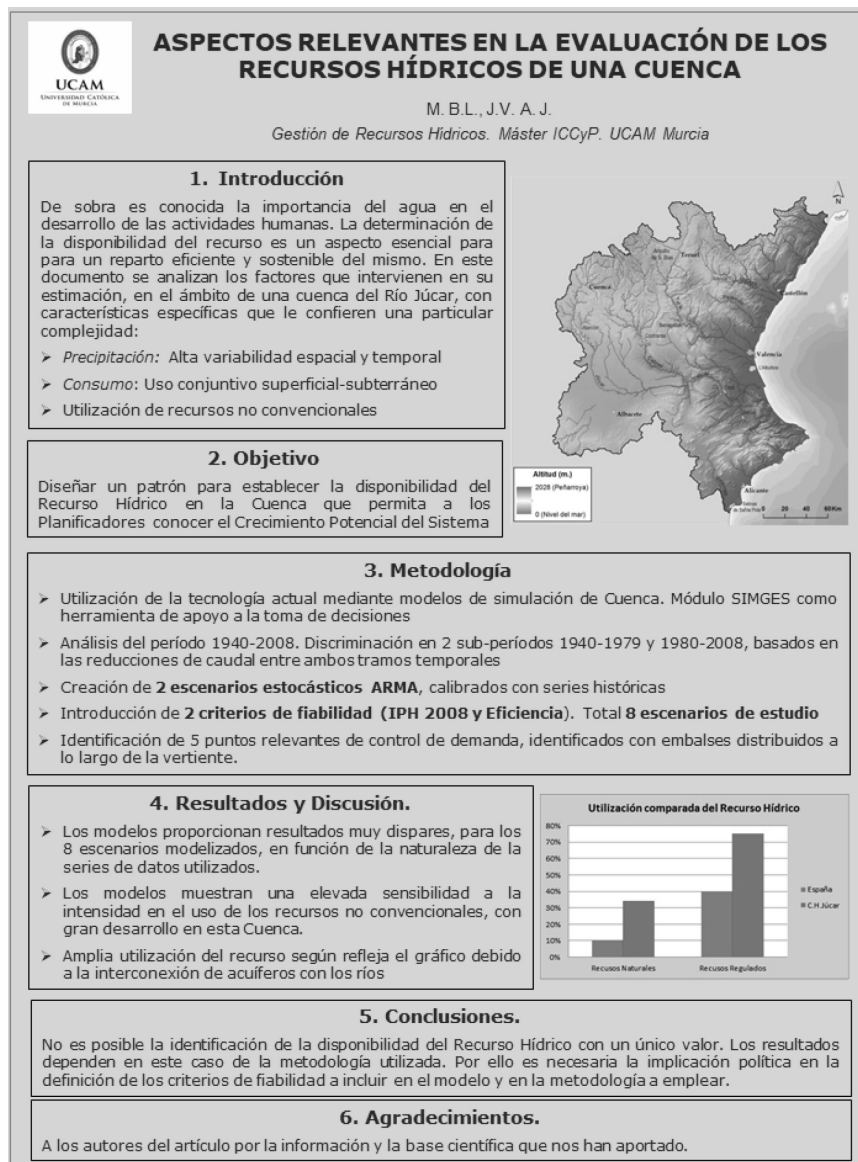 UCAM
UNIVERSIDAD CATÓLICA
DE MURCIA
ASPECTOS RELEVANTES EN LA EVALUACIÓN DE LOS
RECURSOS HÍDRICOS DE UNA CUENCA
M. B.L., J.V. A. J.
Gestión de Recursos Hídricos. Máster ICCyP. UCAM Murcia
1. Introducción
De sobra es conocida la importancia del agua en el
desarrollo de las actividades humanas. La determinación de
la disponibilidad del recurso es un aspecto esencial para
para un reparto eficiente y sostenible del mismo. En este
documento se analizan los factores que intervienen en su
estimación, en el ámbito de una cuenca del Río Júcar, con
características específicas que le confieren una particular
complejidad:
➢ Precipitación: Alta variabilidad espacial y temporal
➢ Consumo: Uso conjuntivo superficial-subterráneo
➢ Utilización de recursos no convencionales
N
Teruel
Cuenca
Castellón
Valencia
Albacete
Alicante
Altitud (m.)
2028 (Peñarroya)
0 (Nivel del mar)
0 20 40 60 Km
2. Objetivo
Diseñar un patrón para establecer la disponibilidad del
Recurso Hídrico en la Cuenca que permita a los
Planificadores conocer el Crecimiento Potencial del Sistema
3. Metodología
➢ Utilización de la tecnología actual mediante modelos de simulación de Cuenca. Módulo SIMGES como
herramienta de apoyo a la toma de decisiones
➢ Análisis del período 1940-2008. Discriminación en 2 sub-períodos 1940-1979 y 1980-2008, basados en
las reducciones de caudal entre ambos tramos temporales
➢ Creación de 2 escenarios estocásticos ARMA, calibrados con series históricas
➢ Introducción de 2 criterios de fiabilidad (IPH 2008 y Eficiencia). Total 8 escenarios de estudio
➢ Identificación de 5 puntos relevantes de control de demanda, identificados con embalses distribuidos a
lo largo de la vertiente.
4. Resultados y Discusión.
➢ Los modelos proporcionan resultados muy dispares, para los
8 escenarios modelizados, en función de la naturaleza de la
series de datos utilizados.
➢ Los modelos muestran una elevada sensibilidad a la
intensidad en el uso de los recursos no convencionales, con
gran desarrollo en esta Cuenca.
➢ Amplia utilización del recurso según refleja el gráfico debido
a la interconexión de acuíferos con los ríos
Utilización comparada del Recurso Hídrico
80%
70%
60%
50%
40%
30%
20%
10%
0%
Recusos Naturales
Recusos Regulados
España
C.H.Júcar
5. Conclusiones.
No es posible la identificación de la disponibilidad del Recurso Hídrico con un único valor. Los resultados
dependen en este caso de la metodología utilizada. Por ello es necesaria la implicación política en la
definición de los criterios de fiabilidad a incluir en el modelo y en la metodología a emplear.
6. Agradecimientos.
A los autores del artículo por la información y la base científica que nos han aportado.